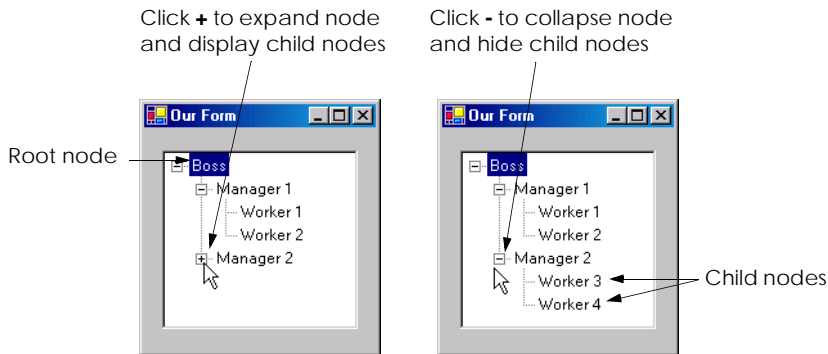 Click + to expand node
and display child nodes
Click - to collapse node
and hide child nodes
Our Form
Root node
Boss
Manager 1
Worker 1
Worker 2
Manager 2
Our Form
Boss
Manager 1
Worker 1
Worker 2
Manager 2
Worker 3
Worker 4
Child nodes